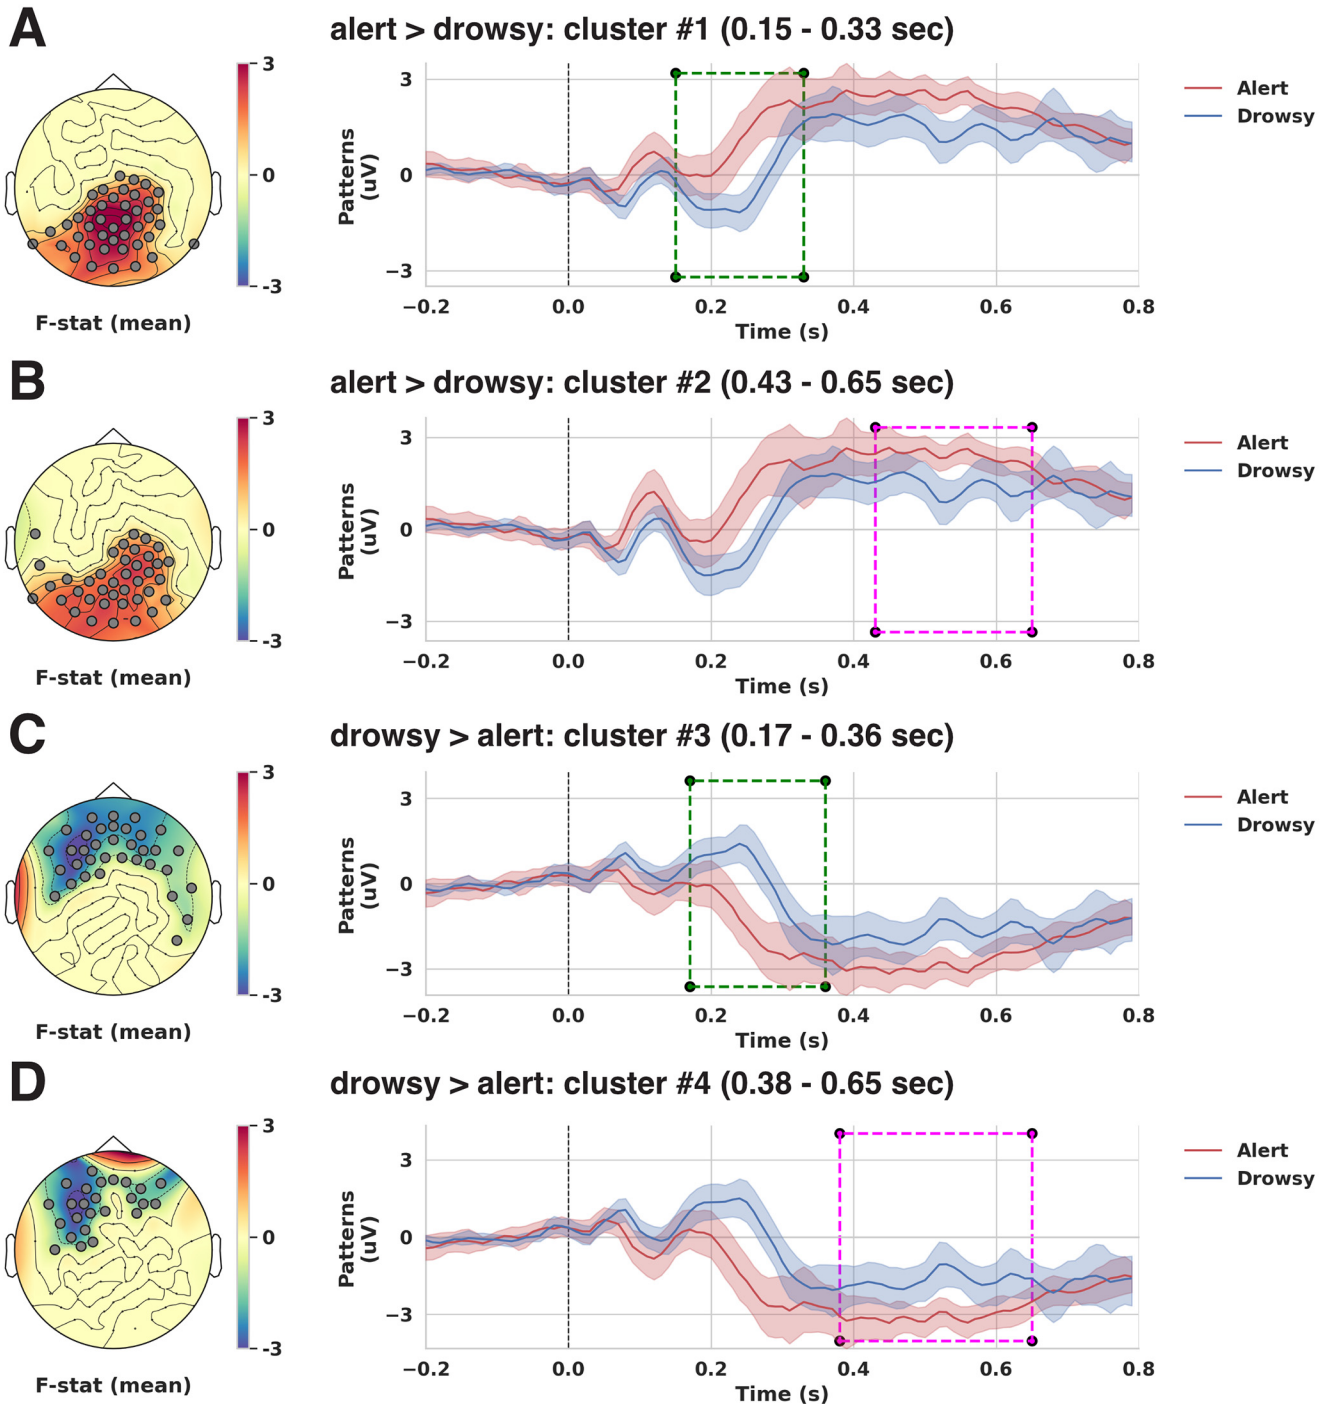 A
alert > drowsy: cluster #1 (0.15 - 0.33 sec)
3
0
-3
F-stat (mean)
Patterns
(uV)
3
0
−3
−0.2 0.0 0.2 0.4 0.6 0.8
Time (s)
Alert
Drowsy
B
alert > drowsy: cluster #2 (0.43 - 0.65 sec)
3
0
-3
F-stat (mean)
Patterns
(uV)
3
0
−3
−0.2 0.0 0.2 0.4 0.6 0.8
Time (s)
Alert
Drowsy
C
drowsy > alert: cluster #3 (0.17 - 0.36 sec)
3
0
-3
F-stat (mean)
Patterns
(uV)
3
0
−3
−0.2 0.0 0.2 0.4 0.6 0.8
Time (s)
Alert
Drowsy
D
drowsy > alert: cluster #4 (0.38 - 0.65 sec)
3
0
-3
F-stat (mean)
Patterns
(uV)
3
0
−3
−0.2 0.0 0.2 0.4 0.6 0.8
Time (s)
Alert
Drowsy